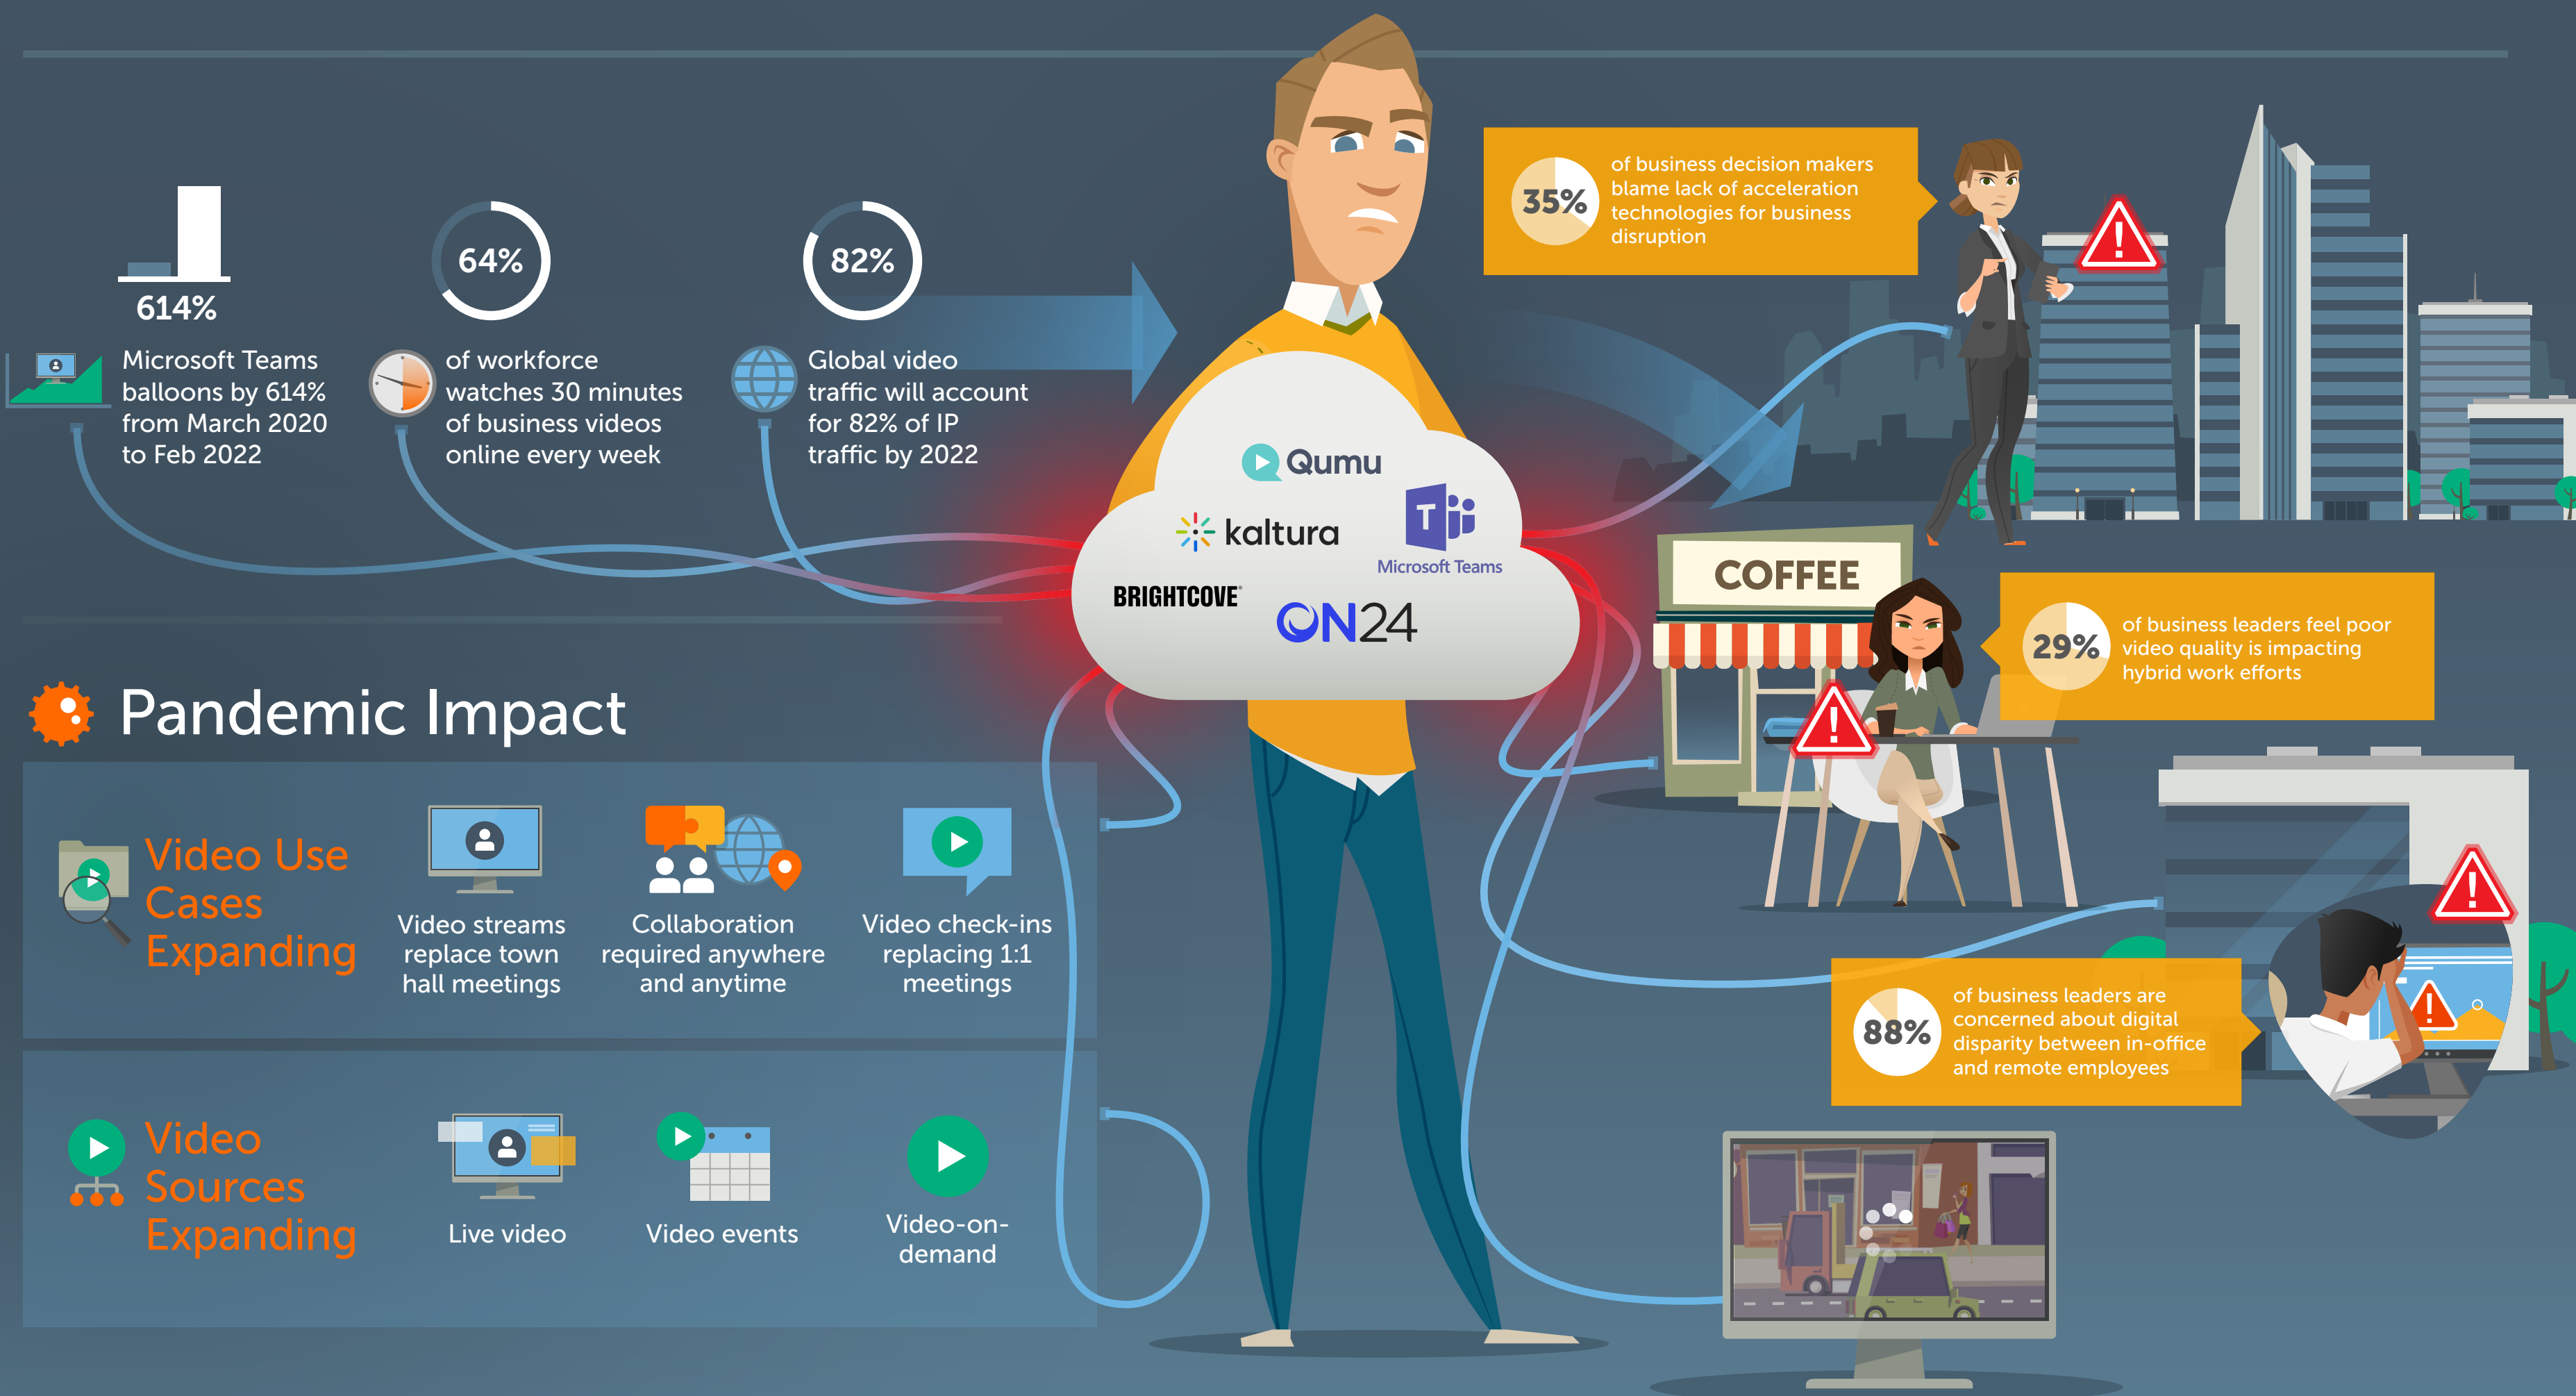 614%
Microsoft Teams
balloons by 614%
from March 2020
to Feb 2022
64%
of workforce
watches 30 minutes
of business videos
online every week
82%
Global video
traffic will account
for 82% of IP
traffic by 2022
Qumu
kaltura
T
Microsoft Teams
BRIGHTCOVE
ON24
35%
of business decision makers
blame lack of acceleration
technologies for business
disruption
!
COFFEE
29%
of business leaders feel poor
video quality is impacting
hybrid work efforts
!
88%
of business leaders are
concerned about digital
disparity between in-office
and remote employees
!
!
Pandemic Impact
Video Use
Cases
Expanding
Video streams
replace town
hall meetings
Collaboration
required anywhere
and anytime
Video check-ins
replacing 1:1
meetings
Video
Sources
Expanding
Live video
Video events
Video-on-
demand